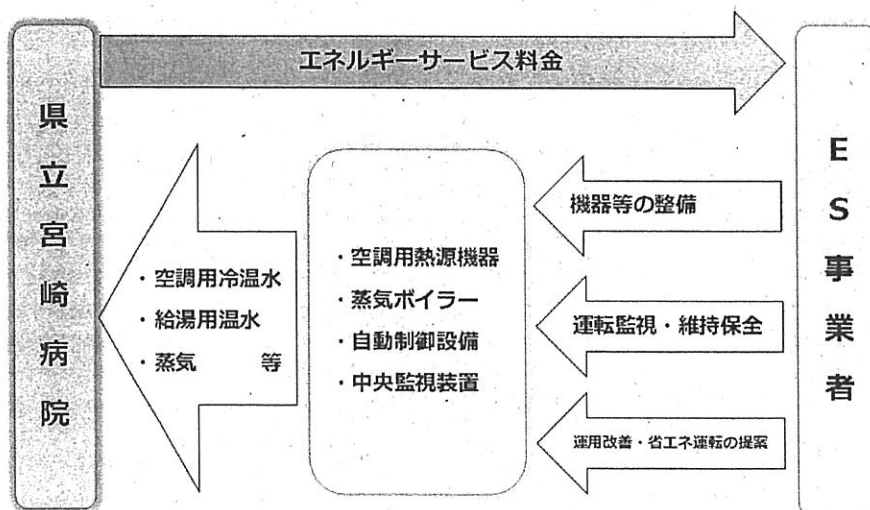 エネルギーサービス料金
県立宮崎病院
・空調用冷温水
・給湯用温水
・蒸気　　等
・空調用熱源機器
・蒸気ボイラー
・自動制御設備
・中央監視装置
機器等の整備
運転監視・維持保全
運用改善・省エネ運転の提案
ES事業者